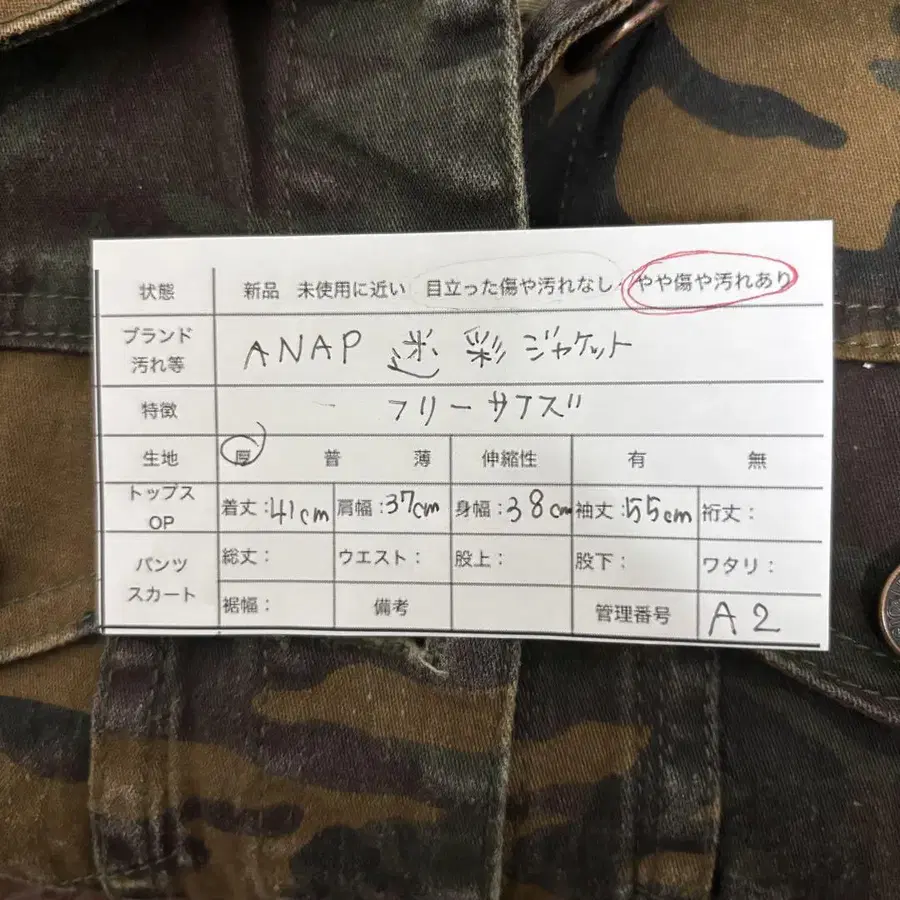 状態 新品 未使用に近い 目立った傷や汚れなし やや傷や汚れあり
ブランド 汚れ等 ANAP 迷彩ジャケット
特徴 フリーサイズ
生地 厚 普 薄 伸縮性 有 無
トップス OP 着丈:41cm 肩幅:37cm 身幅:38cm 袖丈:55cm 裄丈:
パンツ スカート 総丈: ウエスト: 股上: 股下: ワタリ:
裾幅: 備考 管理番号 A2